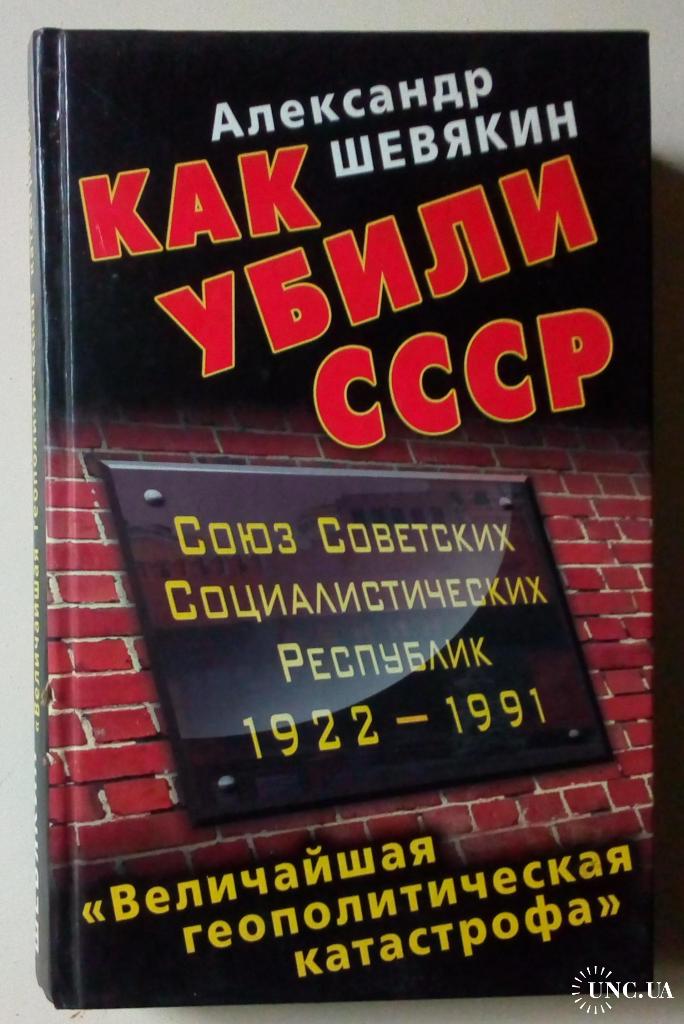 Александр
ШЕВЯКИН
КАК
УБИЛИ
СССР
Союз Советских
Социалистических
Республик
1922 – 1991
«Величайшая
геополитическая
катастрофа»
UNC.UA